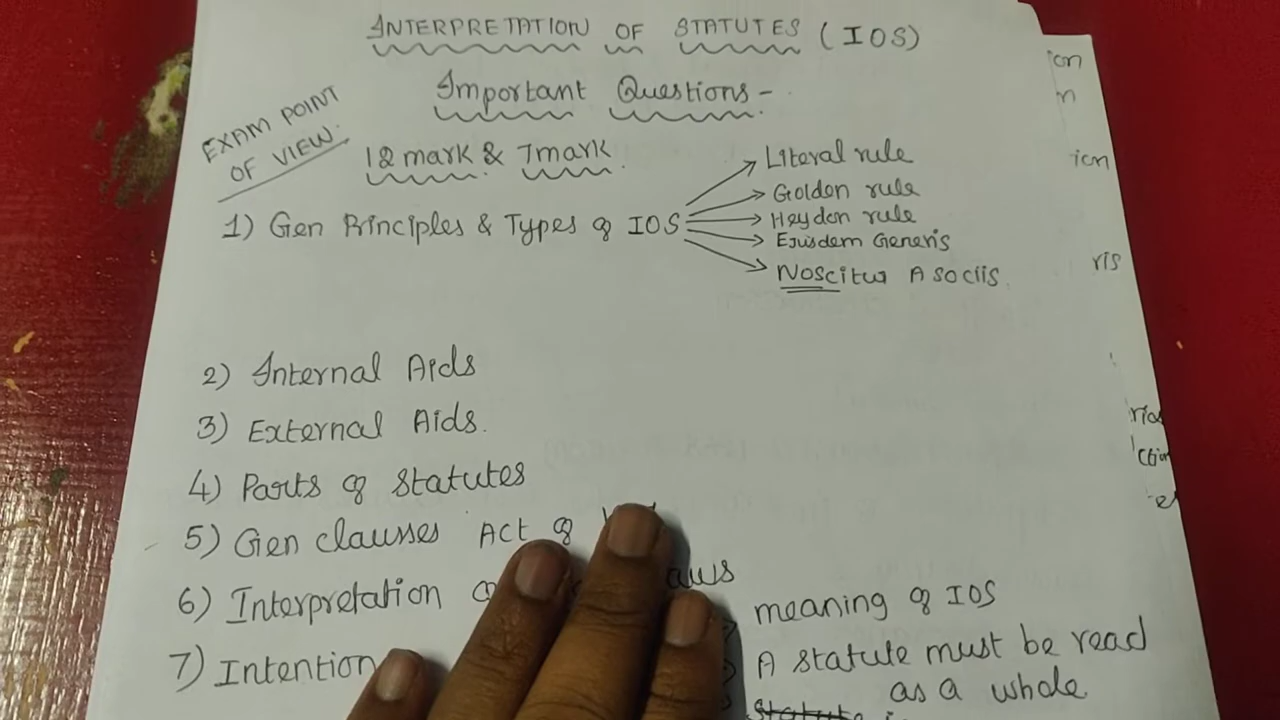 INTERPRETATION OF STATUTES (IOS)
Important Questions -
EXAM POINT
OF VIEW.
12 mark & 7 mark
1) Gen Principles & Types of IOS
Literal rule
Golden rule
Heydon rule
Ejusdem Generis
Noscitur A sociis
2) Internal Aids
3) External Aids.
4) Parts of Statutes
5) Gen clauses Act of
6) Interpretation
7) Intention
meaning of IOS
A statute must be read
as a whole